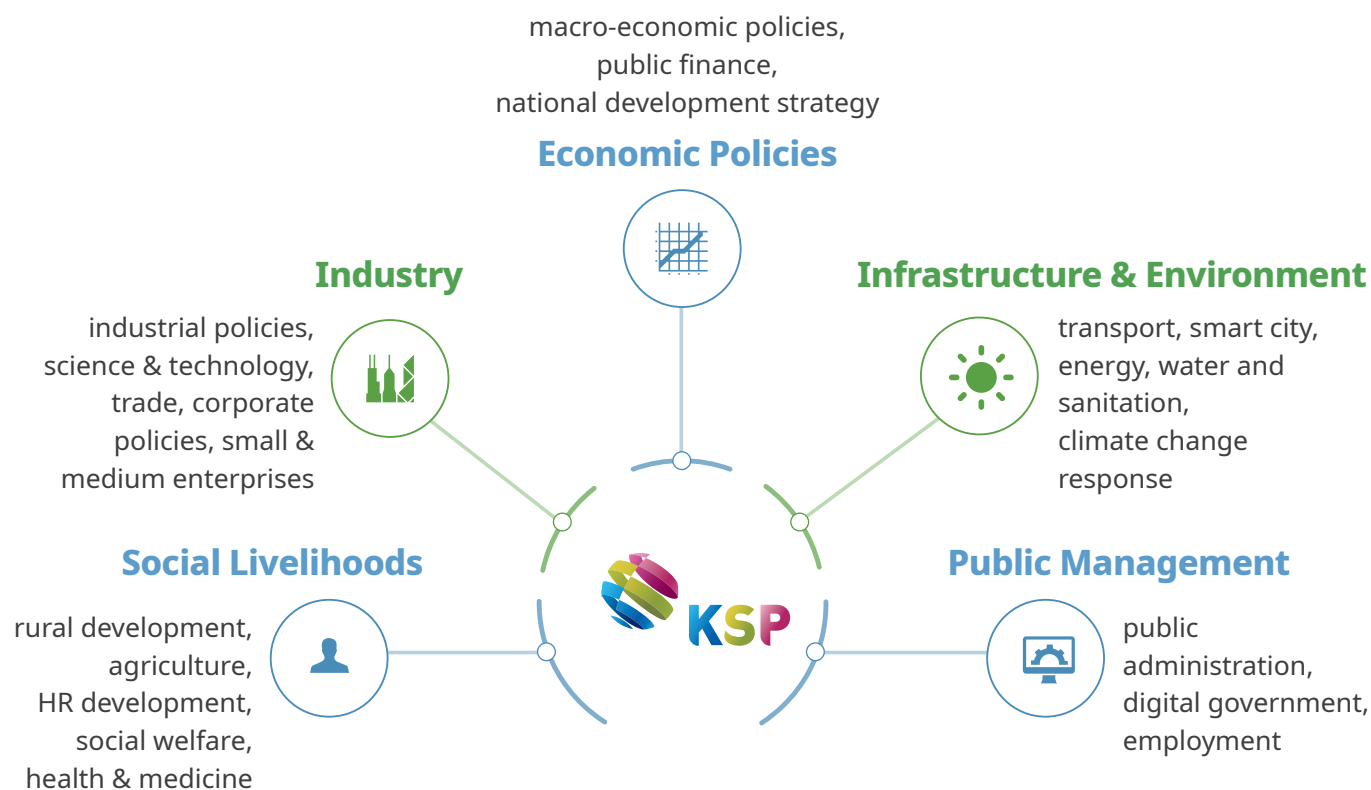 macro-economic policies,
public finance,
national development strategy
Economic Policies
Industry
industrial policies,
science & technology,
trade, corporate
policies, small &
medium enterprises
Infrastructure & Environment
transport, smart city,
energy, water and
sanitation,
climate change
response
Social Livelihoods
rural development,
agriculture,
HR development,
social welfare,
health & medicine
KSP
Public Management
public
administration,
digital government,
employment